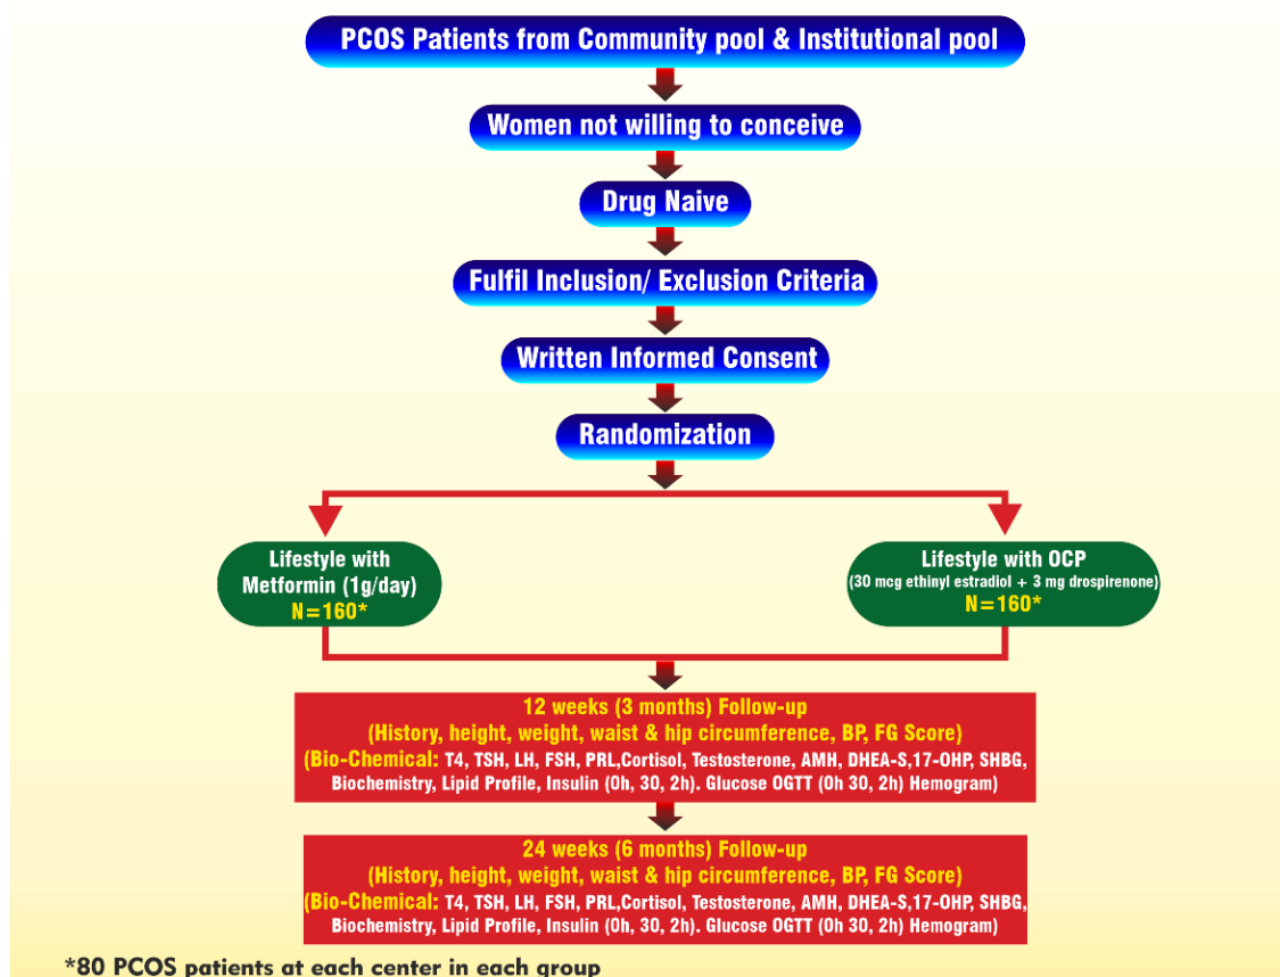 PCOS Patients from Community pool & Institutional pool
Women not willing to conceive
Drug Naive
Fulfil Inclusion/ Exclusion Criteria
Written Informed Consent
Randomization
Lifestyle with
Metformin (1g/day)
N=160*
Lifestyle with OCP
(30 mcg ethinyl estradiol + 3 mg drospirenone)
N=160*
12 weeks (3 months) Follow-up
(History, height, weight, waist & hip circumference, BP, FG Score)
(Bio-Chemical: T4, TSH, LH, FSH, PRL,Cortisol, Testosterone, AMH, DHEA-S,17-OHP, SHBG,
Biochemistry, Lipid Profile, Insulin (0h, 30, 2h). Glucose OGTT (0h 30, 2h) Hemogram)
24 weeks (6 months) Follow-up
(History, height, weight, waist & hip circumference, BP, FG Score)
(Bio-Chemical: T4, TSH, LH, FSH, PRL,Cortisol, Testosterone, AMH, DHEA-S,17-OHP, SHBG,
Biochemistry, Lipid Profile, Insulin (0h, 30, 2h). Glucose OGTT (0h 30, 2h) Hemogram)
*80 PCOS patients at each center in each group